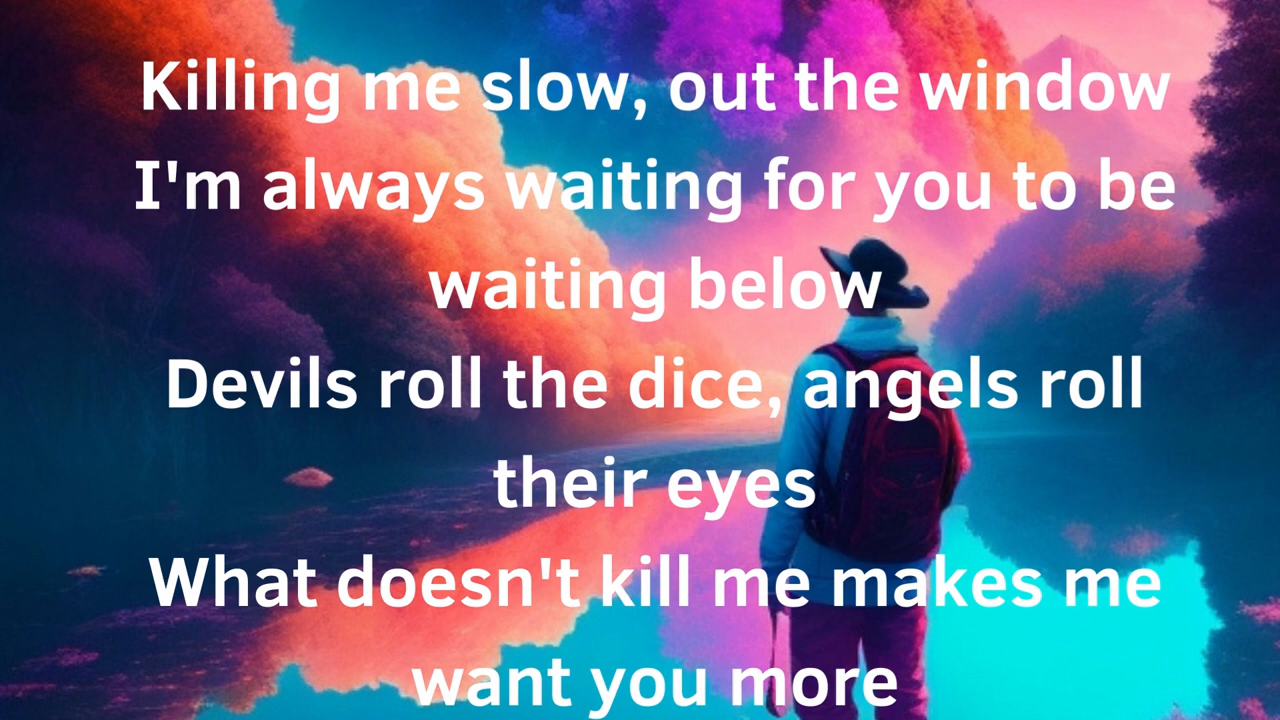 Killing me slow, out the window
I'm always waiting for you to be
waiting below
Devils roll the dice, angels roll
their eyes
What doesn't kill me makes me
want you more